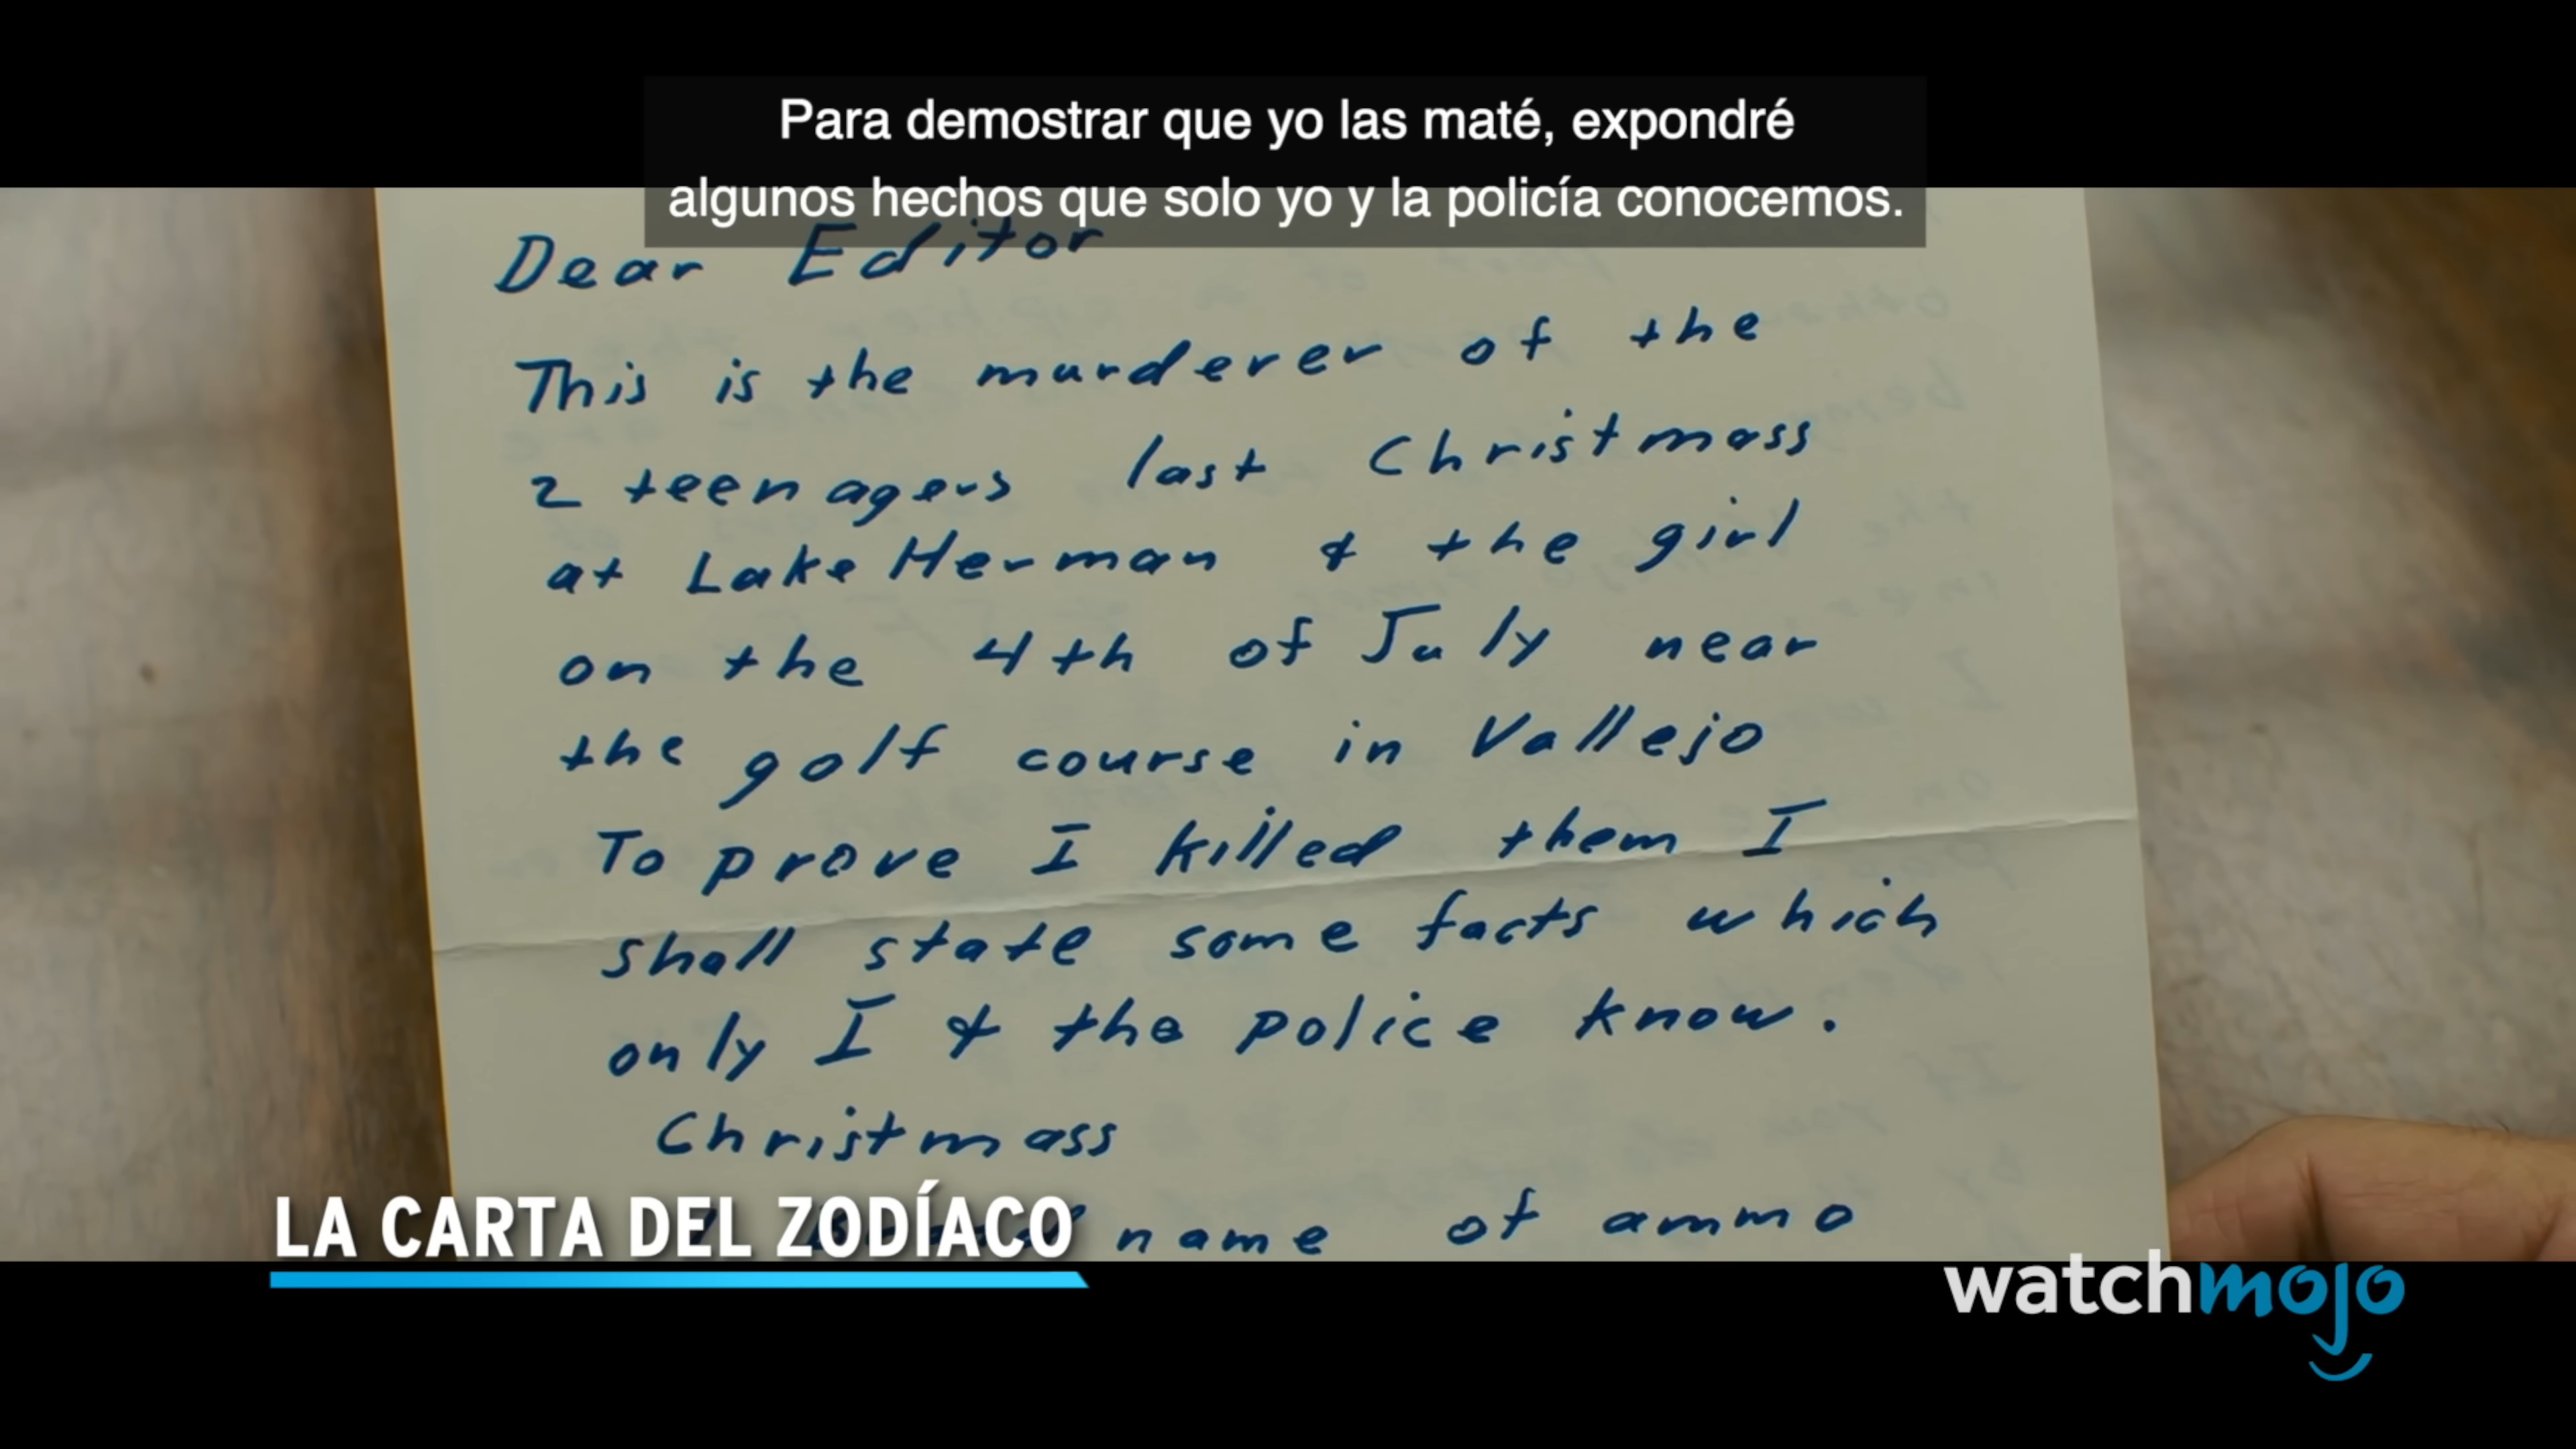 Para demostrar que yo las maté, expondré
algunos hechos que solo yo y la policía conocemos.
Dear Editor
This is the murderer of the
2 teenagers last Christmass
at Lake Herman & the girl
on the 4th of July near
the golf course in Vallejo
To prove I killed them I
shall state some facts which
only I & the police know.
Christmass
name of ammo
LA CARTA DEL ZODÍACO
watchmojo